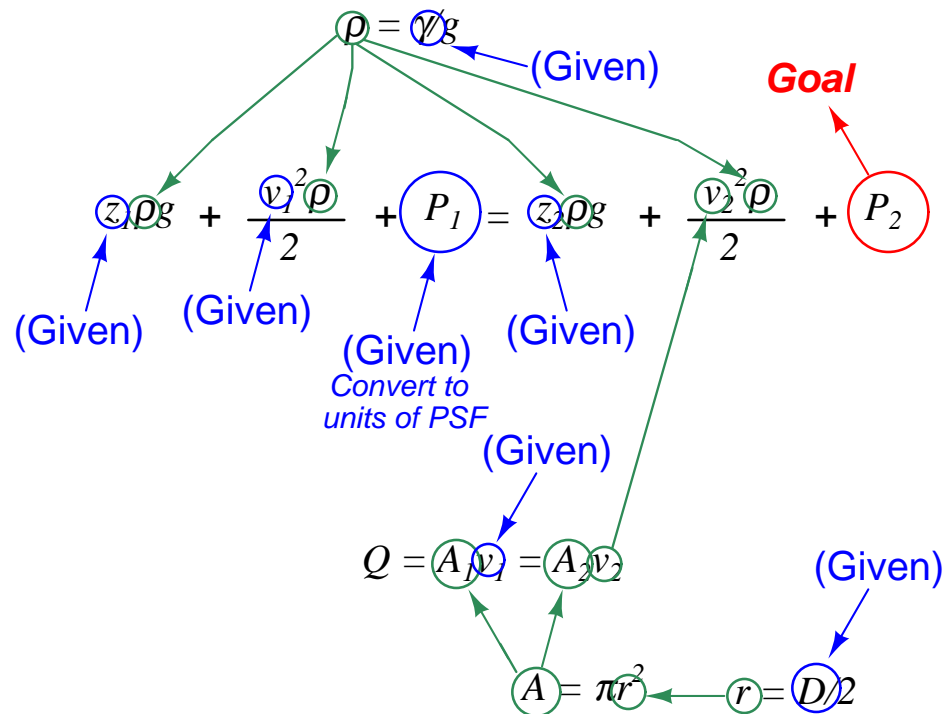 ρ = γ/g
(Given)
Goal
z₁ρg + v₁²ρ/2 + P₁ = z₂ρg + v₂²ρ/2 + P₂
(Given) (Given) (Given) (Given)
Convert to
units of PSF
(Given)
Q = A₁v₁ = A₂v₂
(Given)
A = πr² r = D/2